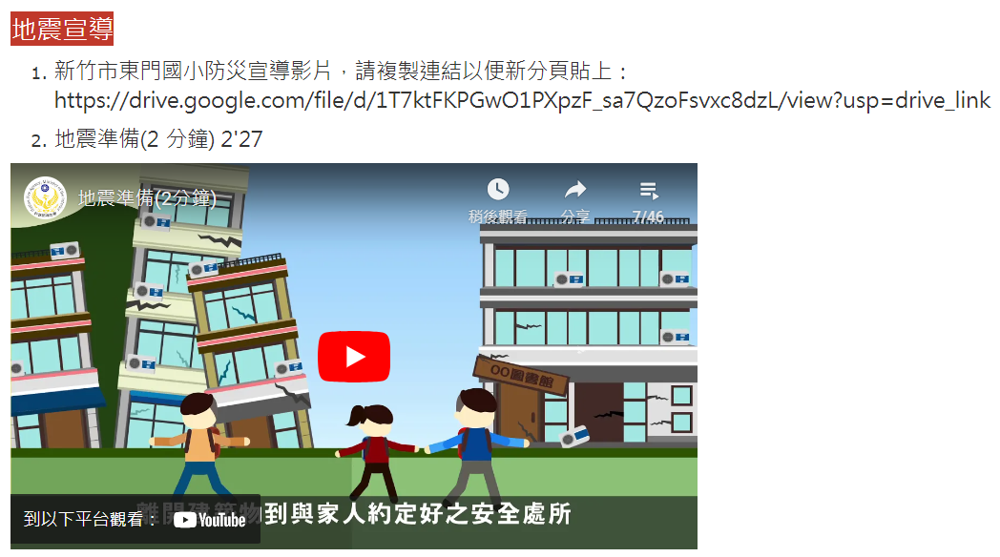 地震宣導
1. 新竹市東門國小防災宣導影片，請複製連結以便新分頁貼上：
https://drive.google.com/file/d/1T7ktFKPGwO1PXpzF_sa7QzoFsvxc8dzL/view?usp=drive_link
2. 地震準備(2 分鐘) 2'27
地震準備(2分鐘)
稍後觀看 分享 7/46
OO圖書館
離開建築物到與家人約定好之安全處所
到以下平台觀看： YouTube